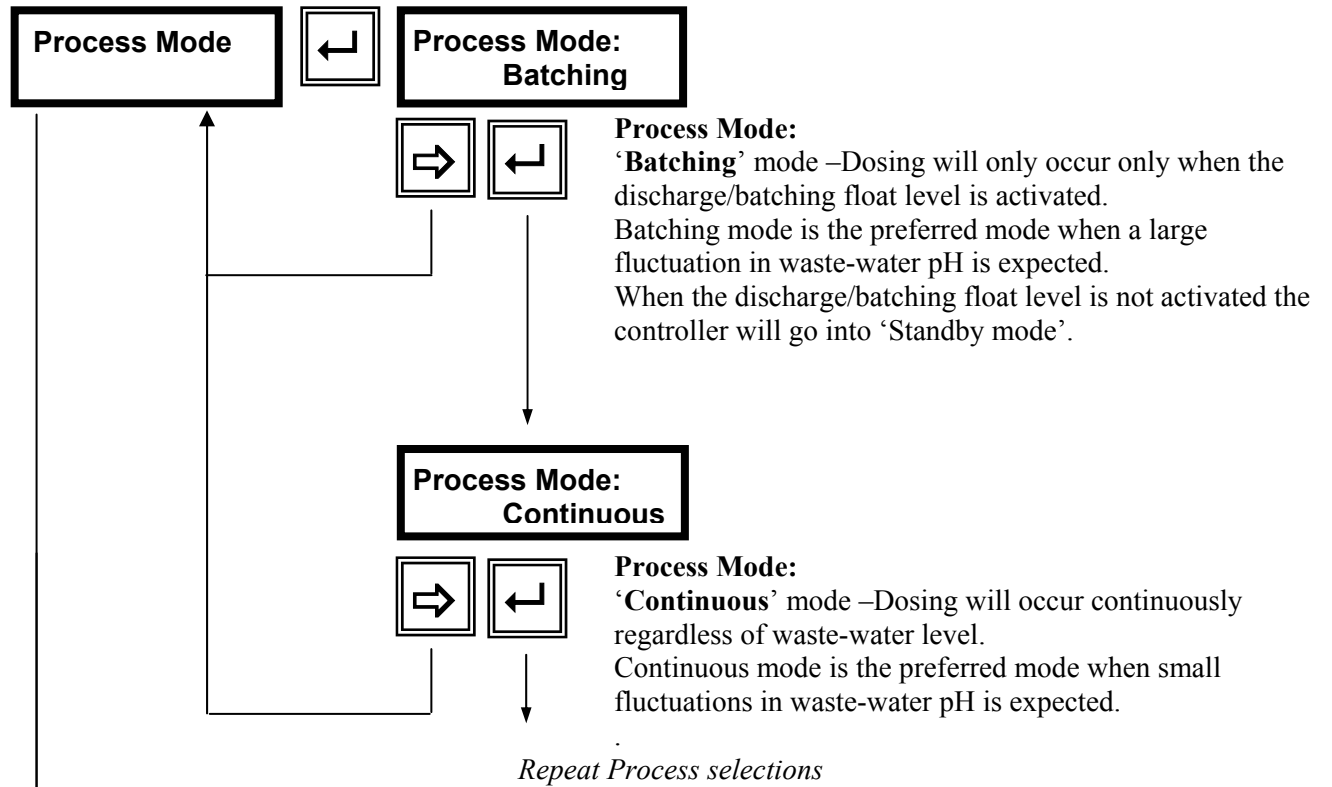 Process Mode
Process Mode:
Batching
Process Mode:
‘Batching’ mode –Dosing will only occur only when the
discharge/batching float level is activated.
Batching mode is the preferred mode when a large
fluctuation in waste-water pH is expected.
When the discharge/batching float level is not activated the
controller will go into ‘Standby mode’.
Process Mode:
Continuous
Process Mode:
‘Continuous’ mode –Dosing will occur continuously
regardless of waste-water level.
Continuous mode is the preferred mode when small
fluctuations in waste-water pH is expected.
.
Repeat Process selections